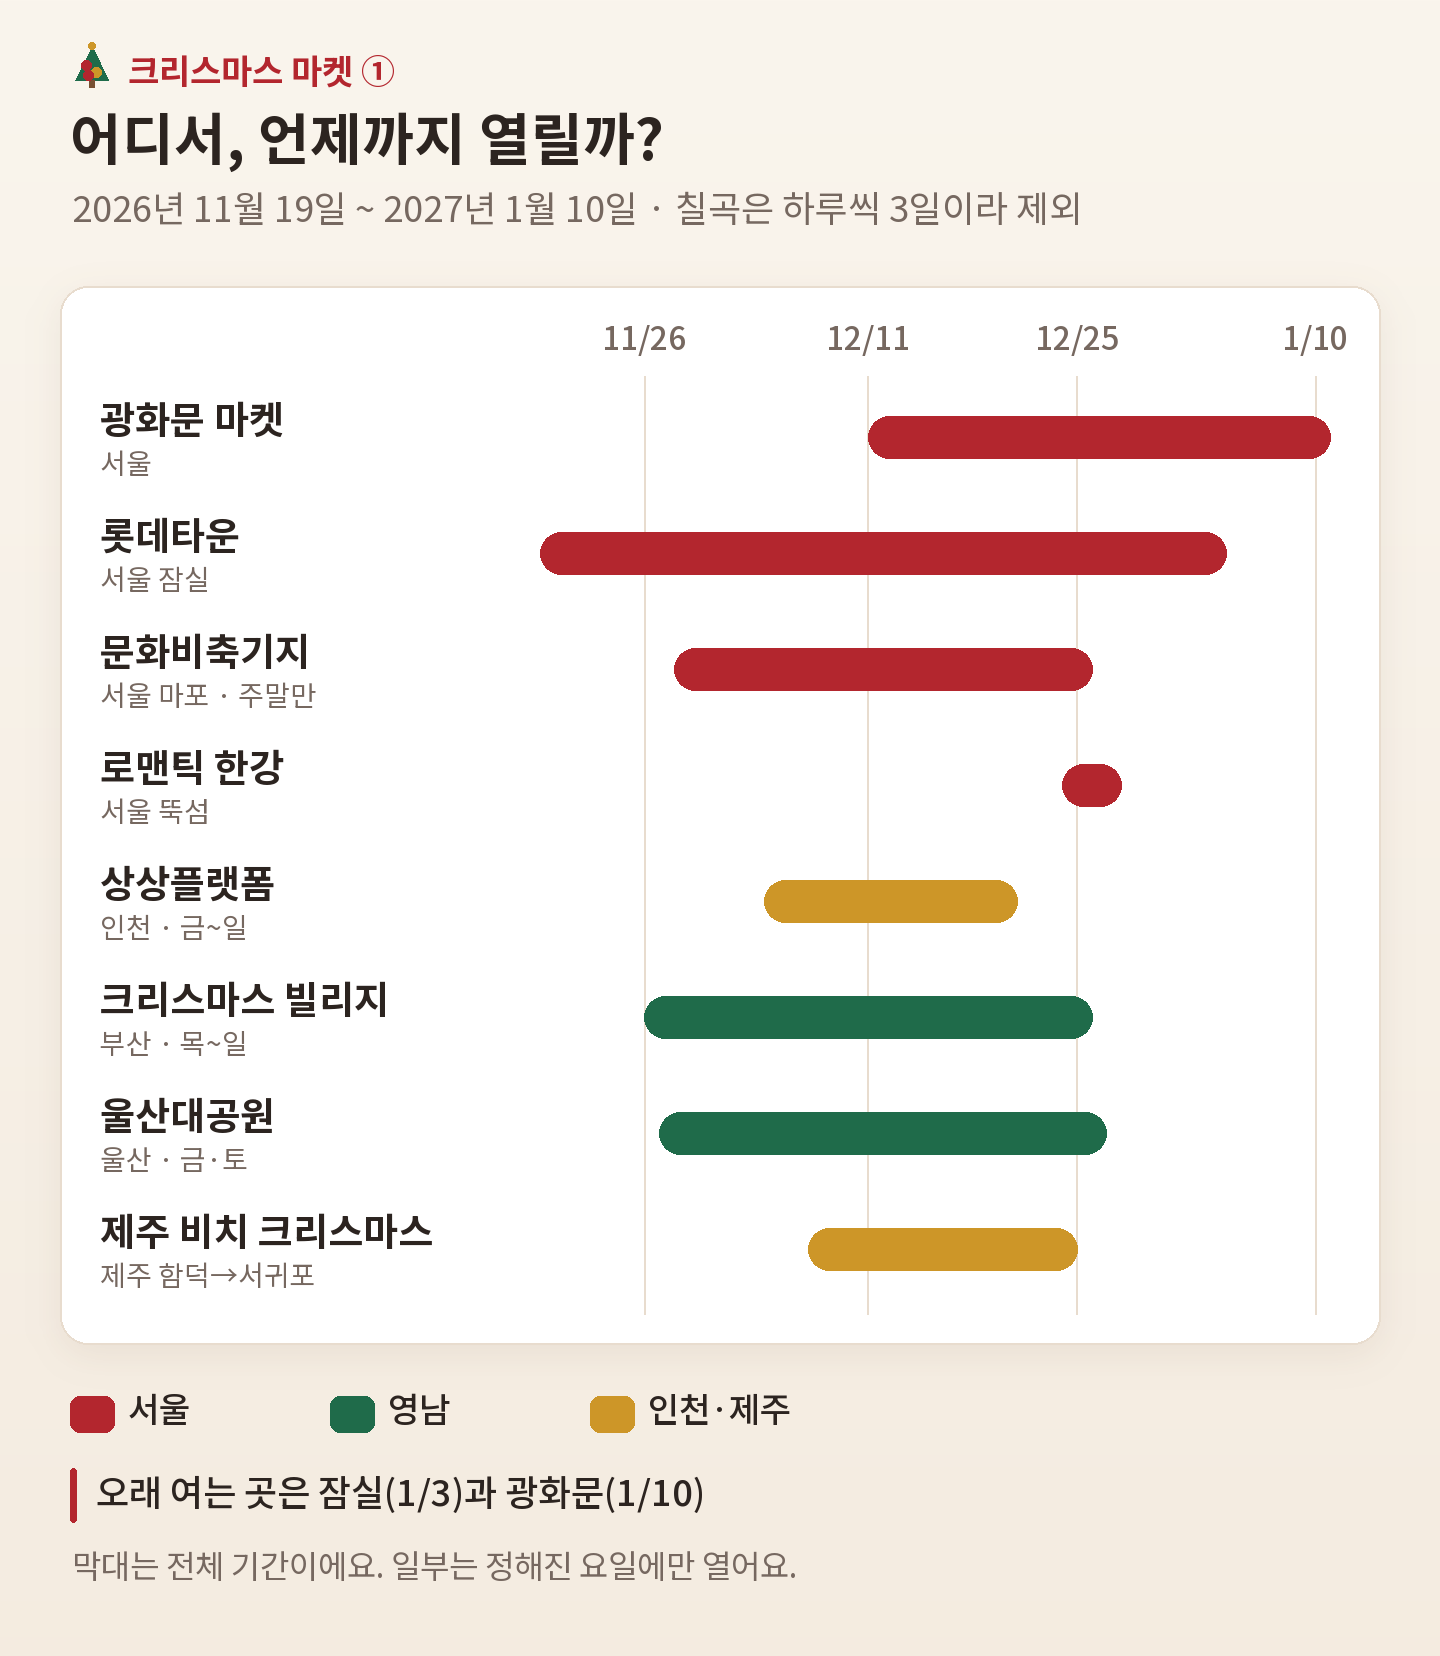 크리스마스 마켓 ①
어디서, 언제까지 열릴까?
2026년 11월 19일 ~ 2027년 1월 10일 · 칠곡은 하루씩 3일이라 제외
11/26 12/11 12/25 1/10
광화문 마켓
서울
롯데타운
서울 잠실
문화비축기지
서울 마포 · 주말만
로맨틱 한강
서울 뚝섬
상상플랫폼
인천 · 금~일
크리스마스 빌리지
부산 · 목~일
울산대공원
울산 · 금·토
제주 비치 크리스마스
제주 함덕→서귀포
서울 영남 인천·제주
오래 여는 곳은 잠실(1/3)과 광화문(1/10)
막대는 전체 기간이에요. 일부는 정해진 요일에만 열어요.